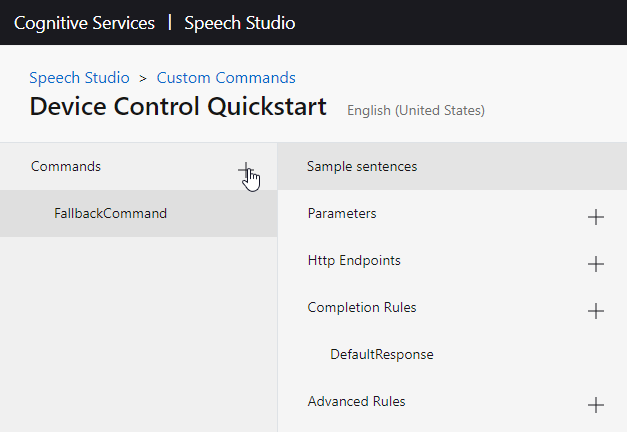 Cognitive Services | Speech Studio
Speech Studio > Custom Commands
Device Control Quickstart English (United States)
Commands
FallbackCommand
Sample sentences
Parameters
Http Endpoints
Completion Rules
DefaultResponse
Advanced Rules